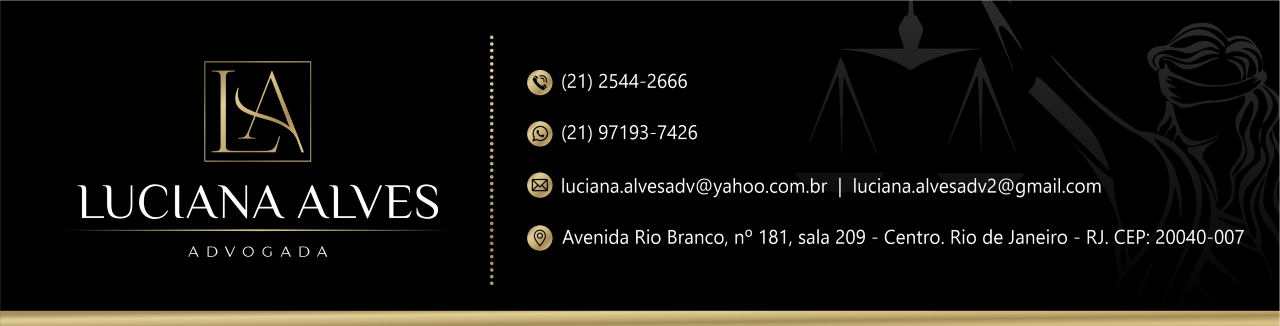 LA
LUCIANA ALVES
ADVOGADA
(21) 2544-2666
(21) 97193-7426
luciana.alvesadv@yahoo.com.br | luciana.alvesadv2@gmail.com
Avenida Rio Branco, nº 181, sala 209 - Centro. Rio de Janeiro - RJ. CEP: 20040-007